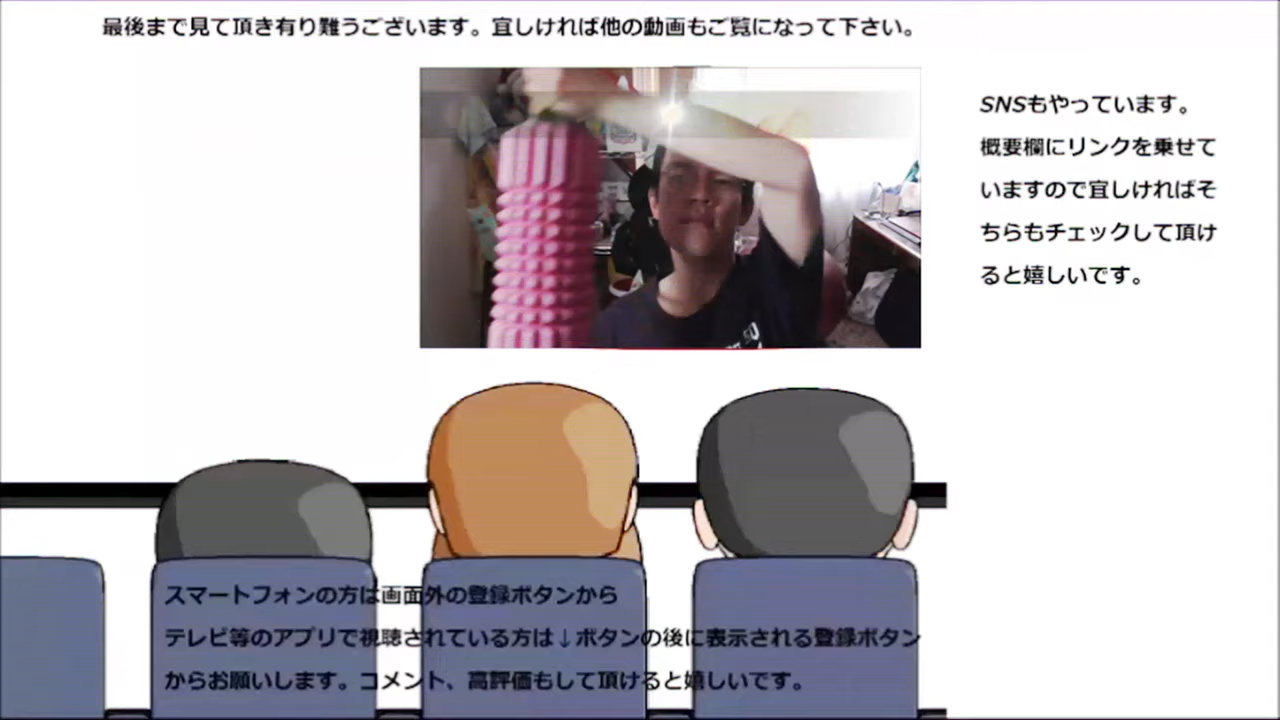 最後まで見て頂き有り難うございます。宜しければ他の動画もご覧になって下さい。
SNSもやっています。
概要欄にリンクを乗せて
いますので宜しければそ
ちらもチェックして頂け
ると嬉しいです。
スマートフォンの方は画面外の登録ボタンから
テレビ等のアプリで視聴されている方は↓ボタンの後に表示される登録ボタン
からお願いします。コメント、高評価もして頂けると嬉しいです。